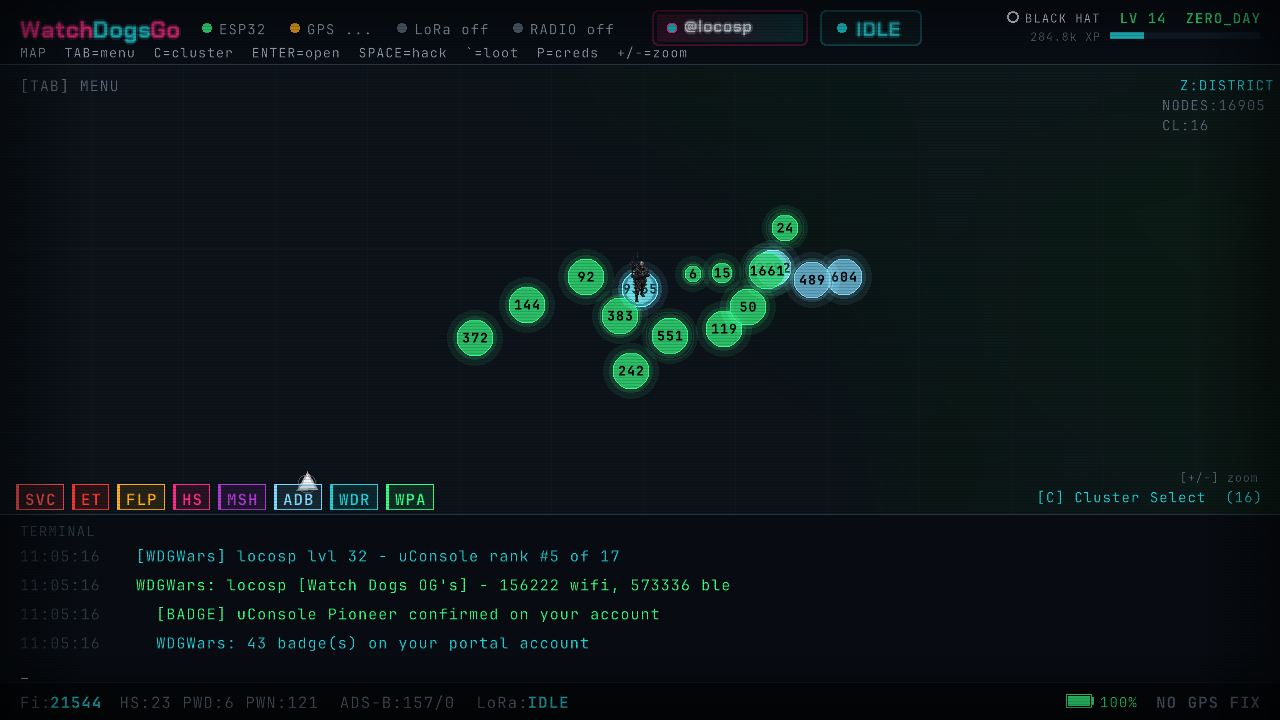 WatchDogsGo ESP32 GPS ... LoRa off RADIO off @locosp IDLE BLACK HAT LV 14 ZERO_DAY
284.8k XP
MAP TAB=menu C=cluster ENTER=open SPACE=hack `=loot P=creds +/-=zoom
[TAB] MENU
Z:DISTRICT
NODES:16905
CL:16
24
92 6 15 1661 489 604
144 383 50
372 551 119
242
[+/-] zoom
SVC ET FLP HS MSH ADB WDR WPA
[C] Cluster Select (16)
TERMINAL
11:05:16 [WDGWars] locosp lvl 32 - uConsole rank #5 of 17
11:05:16 WDGWars: locosp [Watch Dogs OG's] - 156222 wifi, 573336 ble
11:05:16 [BADGE] uConsole Pioneer confirmed on your account
11:05:16 WDGWars: 43 badge(s) on your portal account
_
Fi:21544 HS:23 PWD:6 PWN:121 ADS-B:157/0 LoRa:IDLE 100% NO GPS FIX